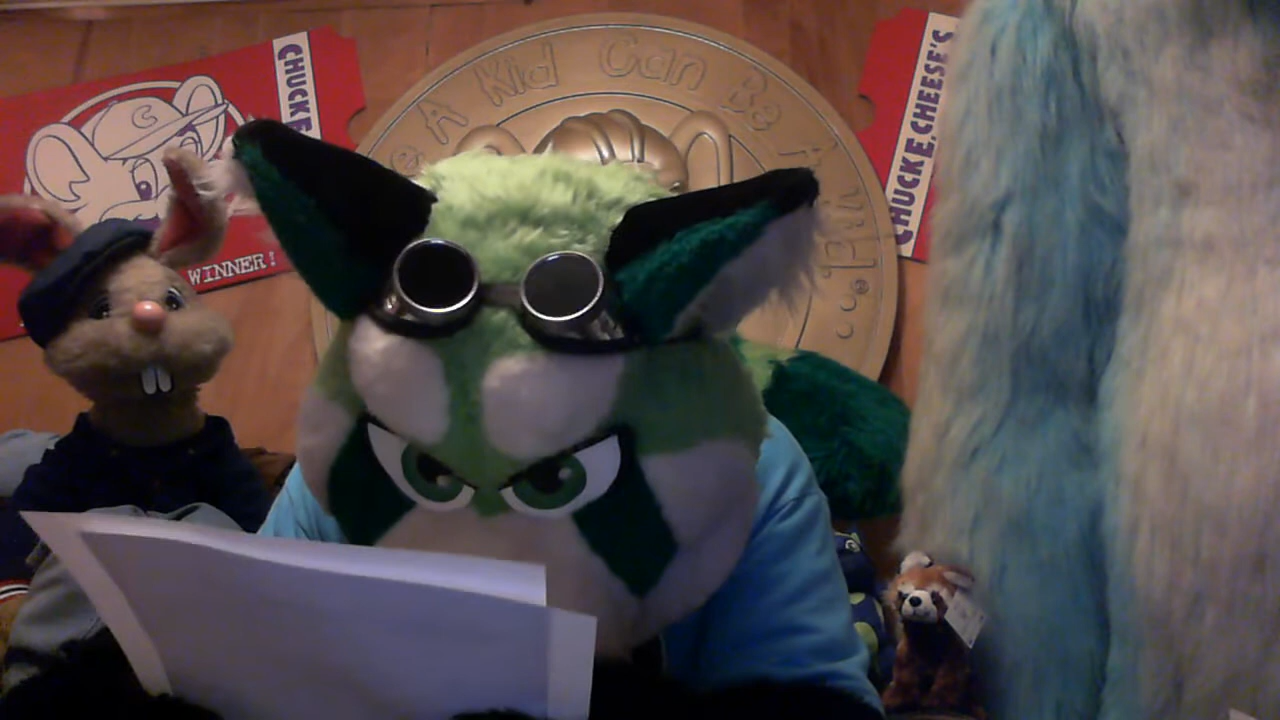 CHUCK E
C
WINNER!
e A Kid Can Be A
CHUCK E. CHEESE'S